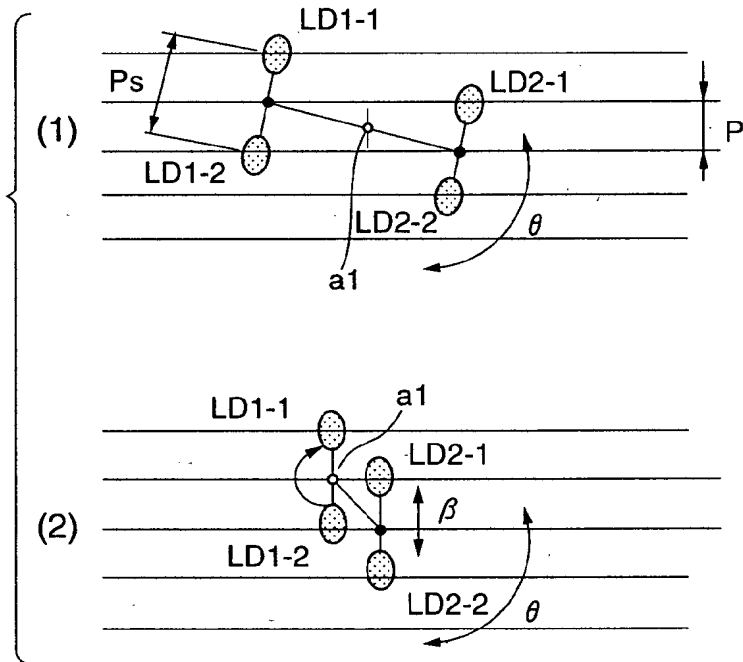 LD1-1
Ps
LD2-1
(1)
P
LD1-2
LD2-2
θ
a1
a1
LD1-1
LD2-1
(2)
β
LD1-2
LD2-2
θ